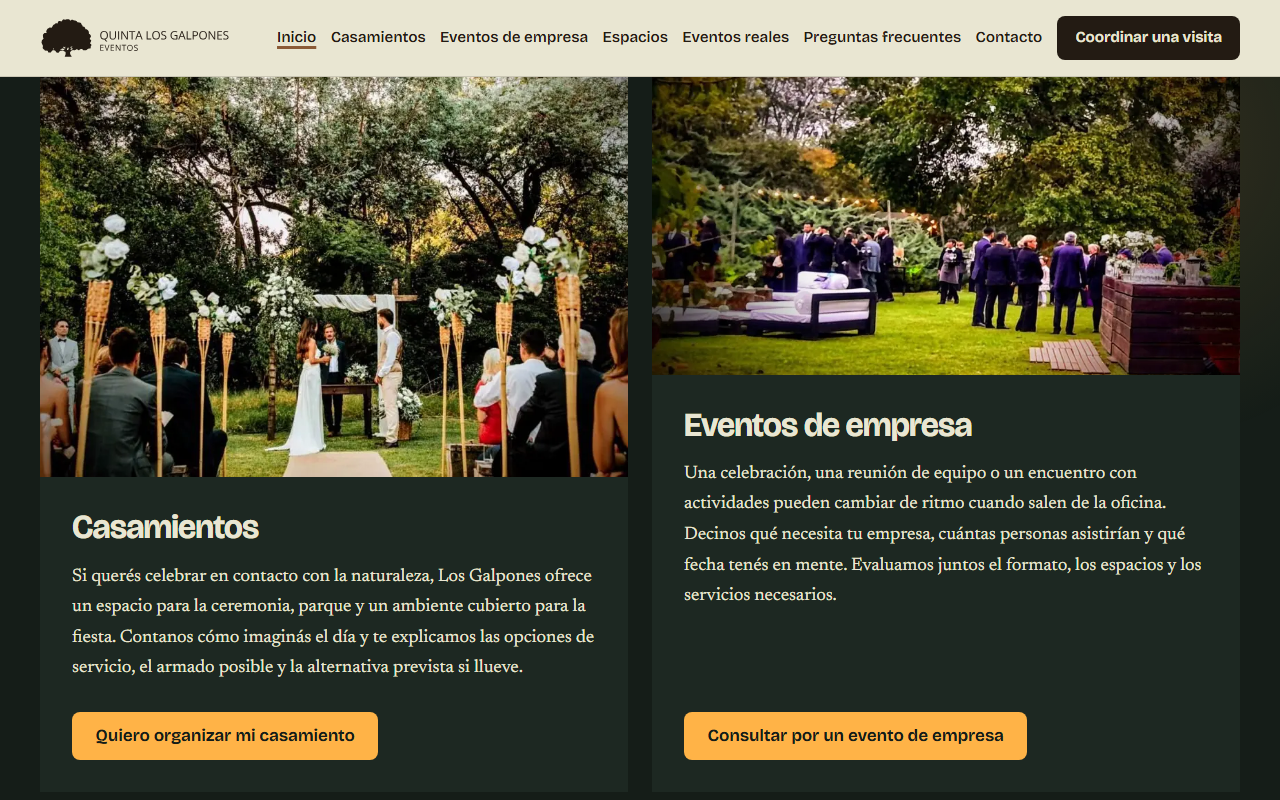 QUINTA LOS GALPONES
EVENTOS
Inicio
Casamientos
Eventos de empresa
Espacios
Eventos reales
Preguntas frecuentes
Contacto
Coordinar una visita
Casamientos
Si querés celebrar en contacto con la naturaleza, Los Galpones ofrece
un espacio para la ceremonia, parque y un ambiente cubierto para la
fiesta. Contanos cómo imaginás el día y te explicamos las opciones de
servicio, el armado posible y la alternativa prevista si llueve.
Quiero organizar mi casamiento
Eventos de empresa
Una celebración, una reunión de equipo o un encuentro con
actividades pueden cambiar de ritmo cuando salen de la oficina.
Decinos qué necesita tu empresa, cuántas personas asistirían y qué
fecha tenés en mente. Evaluamos juntos el formato, los espacios y los
servicios necesarios.
Consultar por un evento de empresa